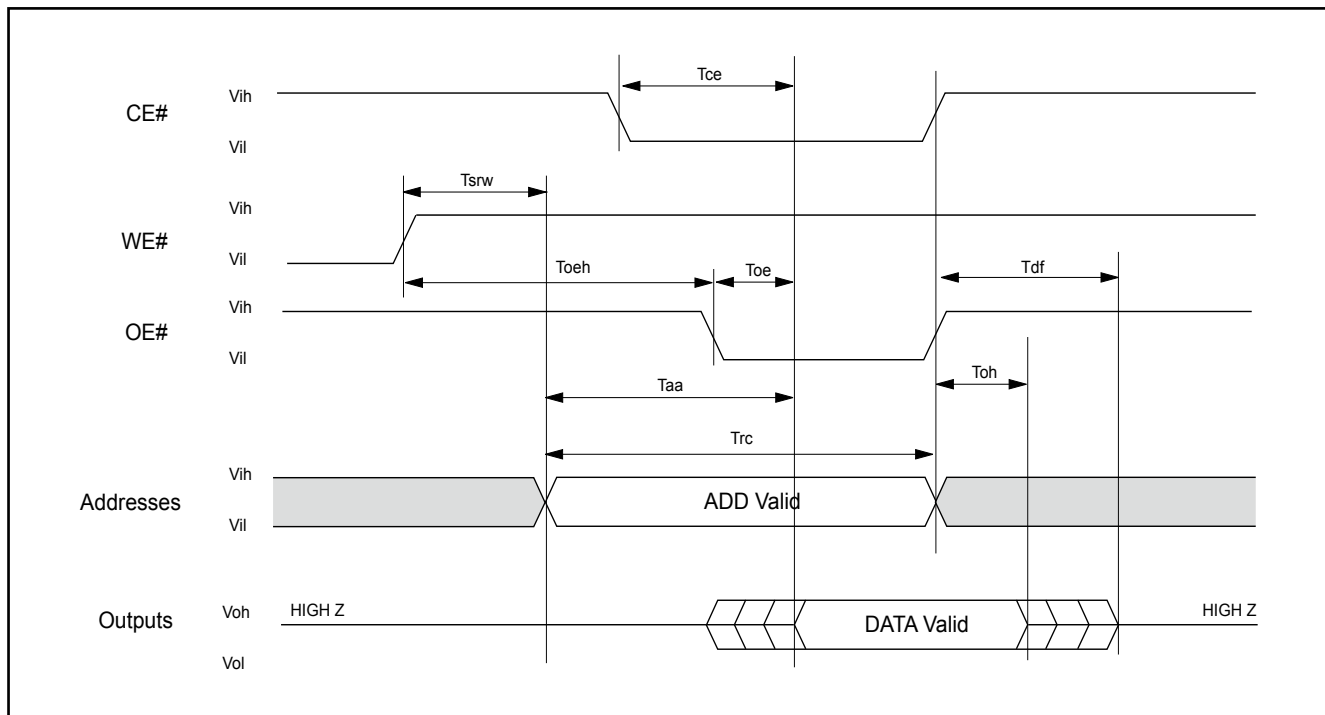 Tce
CE#
Vih
Vil
Tsrw
WE#
Vih
Vil
Toeh
Toe
Tdf
OE#
Vih
Vil
Toh
Taa
Trc
Addresses
Vih
Vil
ADD Valid
Outputs
Voh
Vol
HIGH Z
DATA Valid
HIGH Z